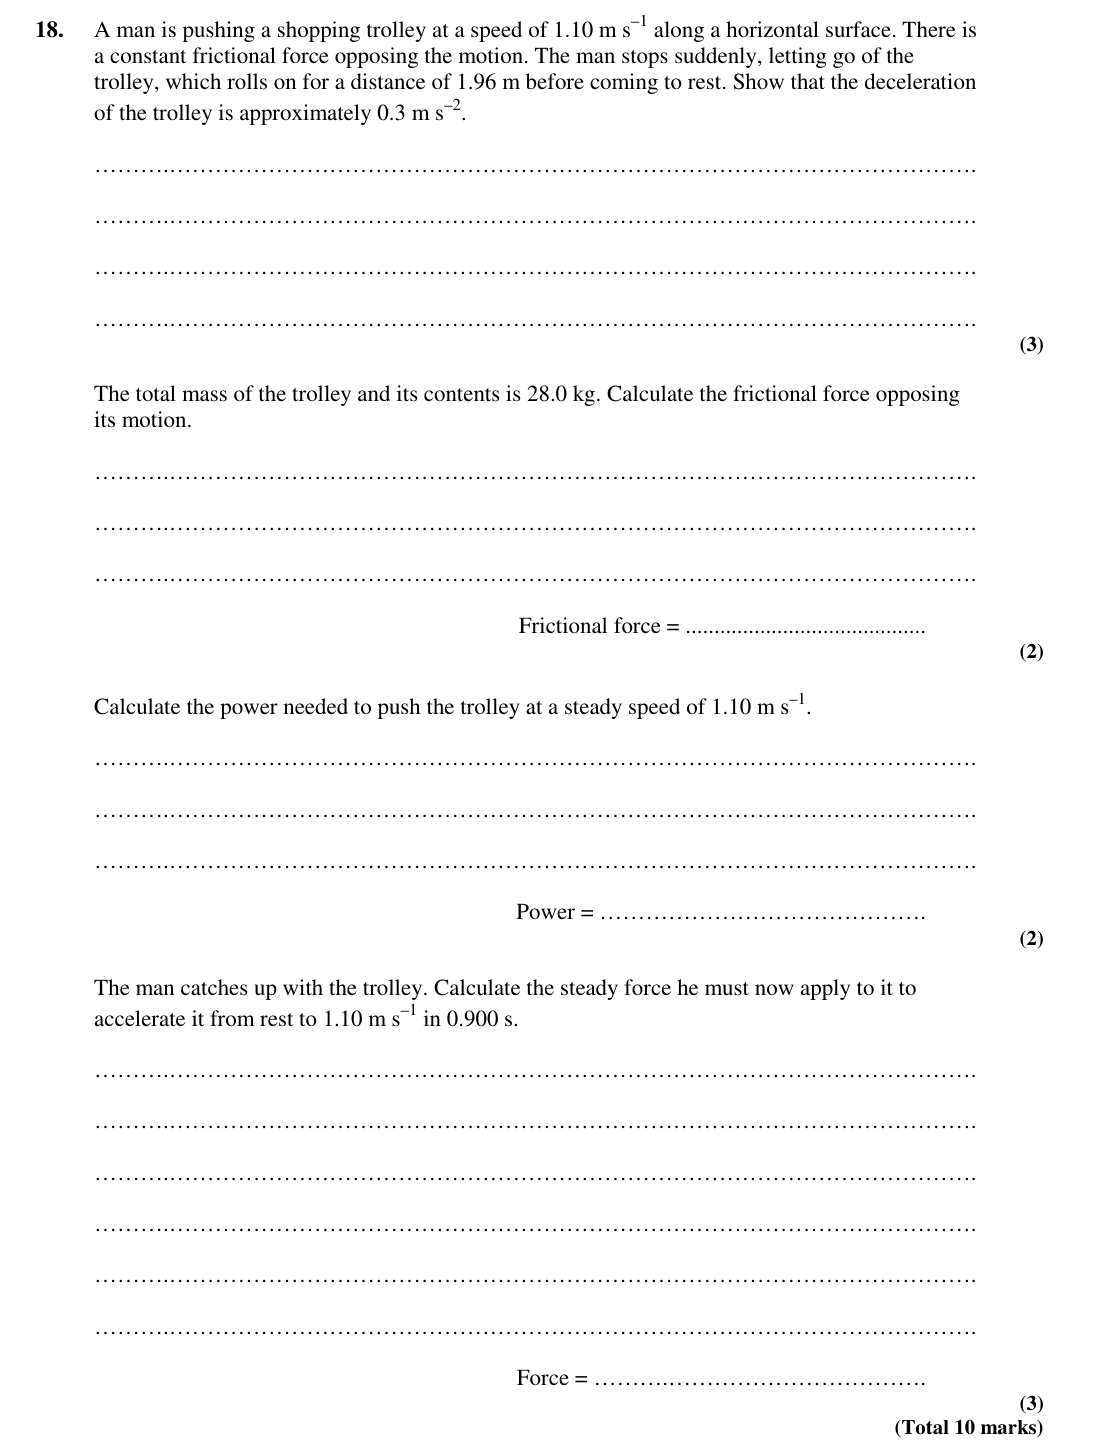 18. A man is pushing a shopping trolley at a speed of 1.10 m s⁻¹ along a horizontal surface. There is
a constant frictional force opposing the motion. The man stops suddenly, letting go of the
trolley, which rolls on for a distance of 1.96 m before coming to rest. Show that the deceleration
of the trolley is approximately 0.3 m s⁻².
(3)
The total mass of the trolley and its contents is 28.0 kg. Calculate the frictional force opposing
its motion.
Frictional force = ..........................................
(2)
Calculate the power needed to push the trolley at a steady speed of 1.10 m s⁻¹.
Power = ..........................................
(2)
The man catches up with the trolley. Calculate the steady force he must now apply to it to
accelerate it from rest to 1.10 m s⁻¹ in 0.900 s.
Force = ..........................................
(3)
(Total 10 marks)